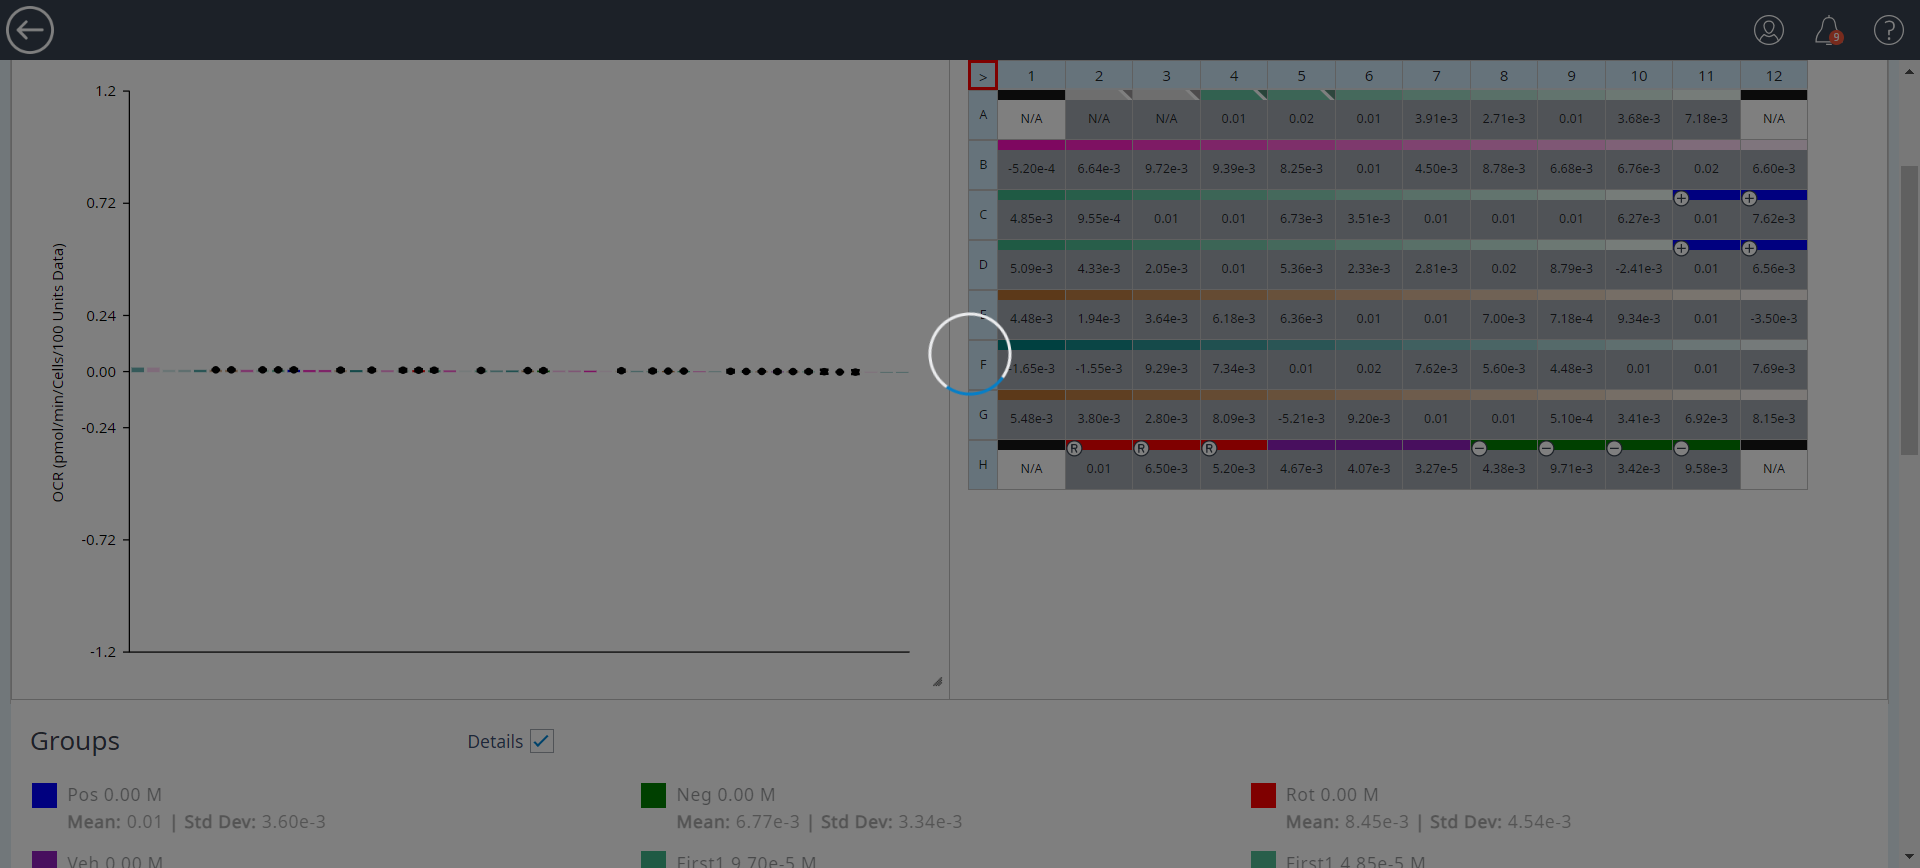 9
1.2
0.72
0.24
0.00
-0.24
-0.72
-1.2
OCR (pmol/min/Cells/100 Units Data)
> 1 2 3 4 5 6 7 8 9 10 11 12
A N/A N/A N/A 0.01 0.02 0.01 3.91e-3 2.71e-3 0.01 3.68e-3 7.18e-3 N/A
B -5.20e-4 6.64e-3 9.72e-3 9.39e-3 8.25e-3 0.01 4.50e-3 8.78e-3 6.68e-3 6.76e-3 0.02 6.60e-3
C 4.85e-3 9.55e-4 0.01 0.01 6.73e-3 3.51e-3 0.01 0.01 0.01 6.27e-3 0.01 7.62e-3
D 5.09e-3 4.33e-3 2.05e-3 0.01 5.36e-3 2.33e-3 2.81e-3 0.02 8.79e-3 -2.41e-3 0.01 6.56e-3
E 4.48e-3 1.94e-3 3.64e-3 6.18e-3 6.36e-3 0.01 0.01 7.00e-3 7.18e-4 9.34e-3 0.01 -3.50e-3
F -1.65e-3 -1.55e-3 9.29e-3 7.34e-3 0.01 0.02 7.62e-3 5.60e-3 4.48e-3 0.01 0.01 7.69e-3
G 5.48e-3 3.80e-3 2.80e-3 8.09e-3 -5.21e-3 9.20e-3 0.01 0.01 5.10e-4 3.41e-3 6.92e-3 8.15e-3
R R R
H N/A 0.01 6.50e-3 5.20e-3 4.67e-3 4.07e-3 3.27e-5 4.38e-3 9.71e-3 3.42e-3 9.58e-3 N/A
Groups
Details
Pos 0.00 M
Mean: 0.01 | Std Dev: 3.60e-3
Neg 0.00 M
Mean: 6.77e-3 | Std Dev: 3.34e-3
Rot 0.00 M
Mean: 8.45e-3 | Std Dev: 4.54e-3
Veh 0.00 M
First1 9.70e-5 M
First1 4.85e-5 M